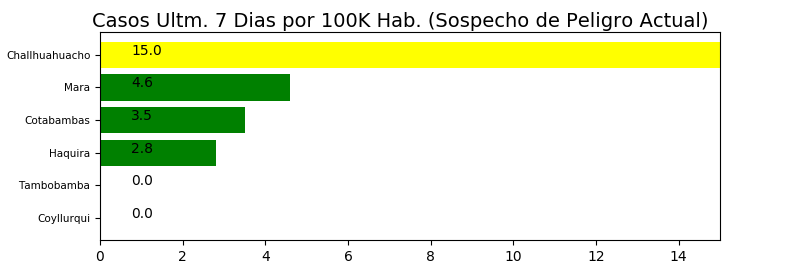 Casos Ultm. 7 Dias por 100K Hab. (Sospecho de Peligro Actual)
Challhuahuacho 15.0
Mara 4.6
Cotabambas 3.5
Haquira 2.8
Tambobamba 0.0
Coyllurqui 0.0
0 2 4 6 8 10 12 14